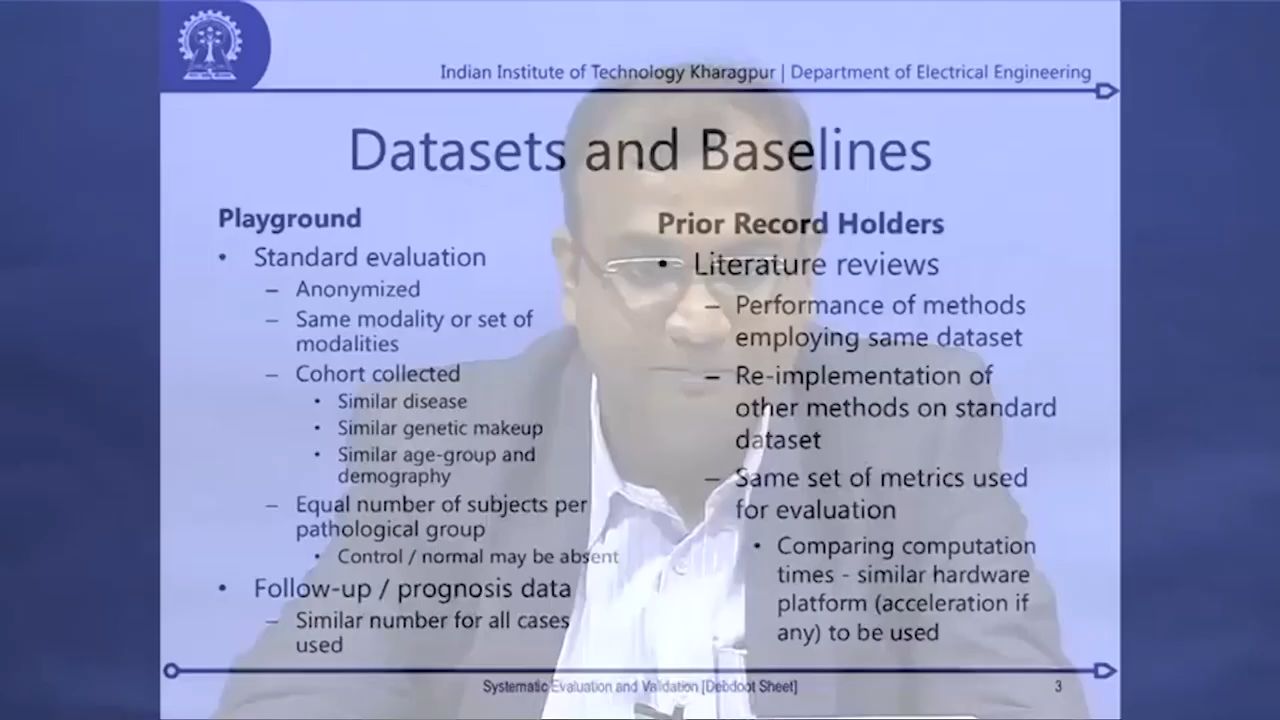 Indian Institute of Technology Kharagpur | Department of Electrical Engineering
Datasets and Baselines
Playground
• Standard evaluation
– Anonymized
– Same modality or set of
modalities
– Cohort collected
• Similar disease
• Similar genetic makeup
• Similar age-group and
demography
– Equal number of subjects per
pathological group
• Control / normal may be absent
• Follow-up / prognosis data
– Similar number for all cases
used
Prior Record Holders
• Literature reviews
– Performance of methods
employing same dataset
– Re-implementation of
other methods on standard
dataset
– Same set of metrics used
for evaluation
• Comparing computation
times - similar hardware
platform (acceleration if
any) to be used
Systematic Evaluation and Validation [Debdoot Sheet]
3